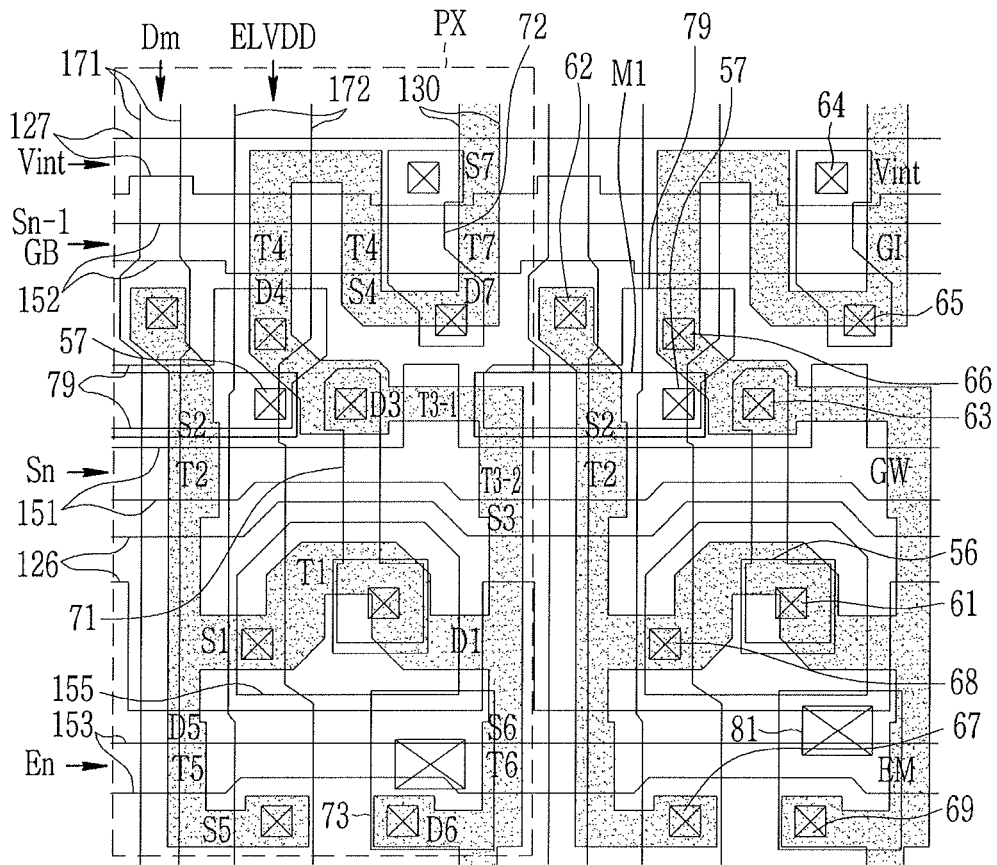 Dm ELVDD PX 72 79 57
171 172 130 62 M1 64
127
Vint S7 Vint
Sn-1 T4 T4 T7 GI
GB
152 D4 S4 D7 65
57 66
79 D3 T3-1 63
S2 S2
Sn T2 T3-2 T2 GW
151 S3
126 56
T1
71 61
S1 D1
155 68
153 D5 S6 81 67
En T5 T6 EM
S5 73 D6 69